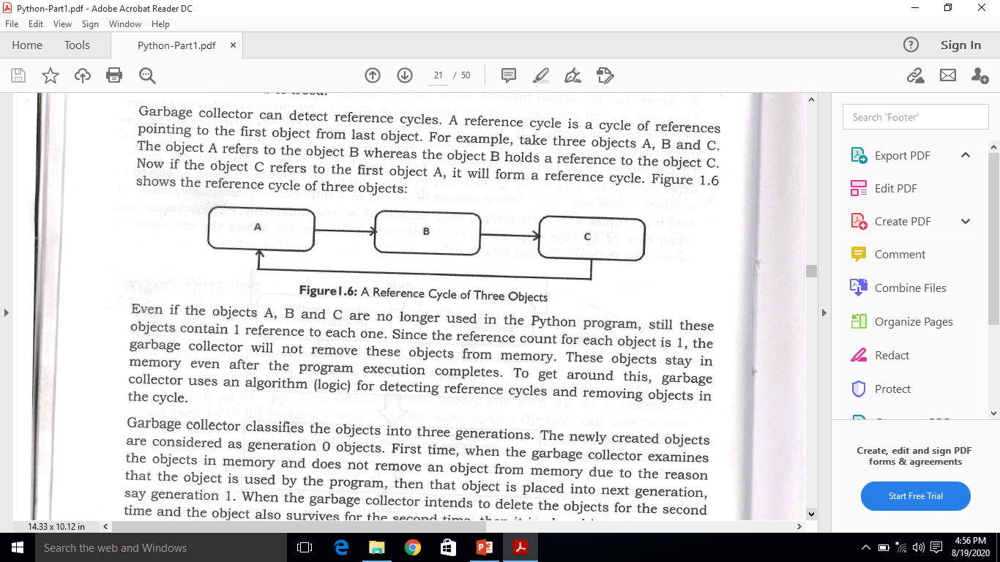 Python-Part1.pdf - Adobe Acrobat Reader DC
File Edit View Sign Window Help
Home Tools Python-Part1.pdf × ? Sign In
21 / 50
Garbage collector can detect reference cycles. A reference cycle is a cycle of references
pointing to the first object from last object. For example, take three objects A, B and C.
The object A refers to the object B whereas the object B holds a reference to the object C.
Now if the object C refers to the first object A, it will form a reference cycle. Figure 1.6
shows the reference cycle of three objects:
A
B
C
Figure1.6: A Reference Cycle of Three Objects
Even if the objects A, B and C are no longer used in the Python program, still these
objects contain 1 reference to each one. Since the reference count for each object is 1, the
garbage collector will not remove these objects from memory. These objects stay in
memory even after the program execution completes. To get around this, garbage
collector uses an algorithm (logic) for detecting reference cycles and removing objects in
the cycle.
Garbage collector classifies the objects into three generations. The newly created objects
are considered as generation 0 objects. First time, when the garbage collector examines
the objects in memory and does not remove an object from memory due to the reason
that the object is used by the program, then that object is placed into next generation,
say generation 1. When the garbage collector intends to delete the objects for the second
time and the object also survives for the second time, then it is
14.33 x 10.12 in
Search 'Footer'
Export PDF
Edit PDF
Create PDF
Comment
Combine Files
Organize Pages
Redact
Protect
Create, edit and sign PDF
forms & agreements
Start Free Trial
Search the web and Windows
4:56 PM
8/19/2020